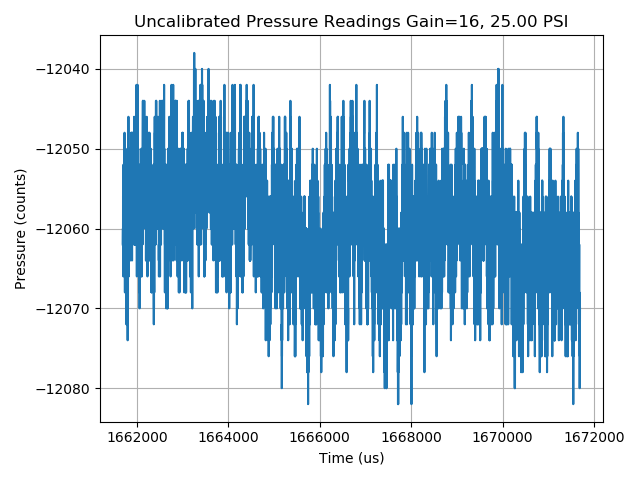 Uncalibrated Pressure Readings Gain=16, 25.00 PSI
−12040
−12050
−12060
−12070
−12080
Pressure (counts)
1662000 1664000 1666000 1668000 1670000 1672000
Time (us)